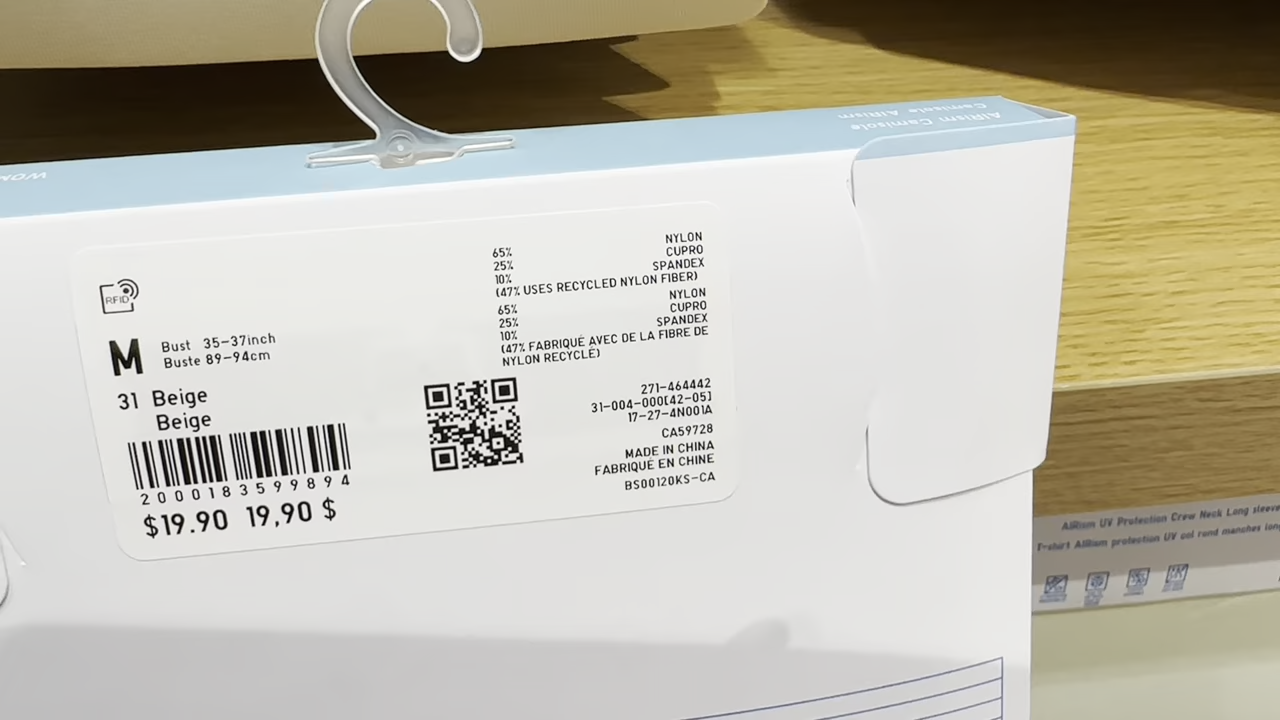 AIRism Camisole
Camisole AIRism
WOM
RFID
M
Bust 35-37inch
Buste 89-94cm
31 Beige
Beige
2000183599894
$19.90 19,90 $
65% NYLON
25% CUPRO
10% SPANDEX
(47% USES RECYCLED NYLON FIBER)
65% NYLON
25% CUPRO
10% SPANDEX
(47% FABRIQUÉ AVEC DE LA FIBRE DE
NYLON RECYCLÉ)
271-464442
31-004-000[42-05]
17-27-4N001A
CA59728
MADE IN CHINA
FABRIQUÉ EN CHINE
BS00120KS-CA
AIRism UV Protection Crew Neck Long sleeve
T-shirt AIRism protection UV col rond manches lon